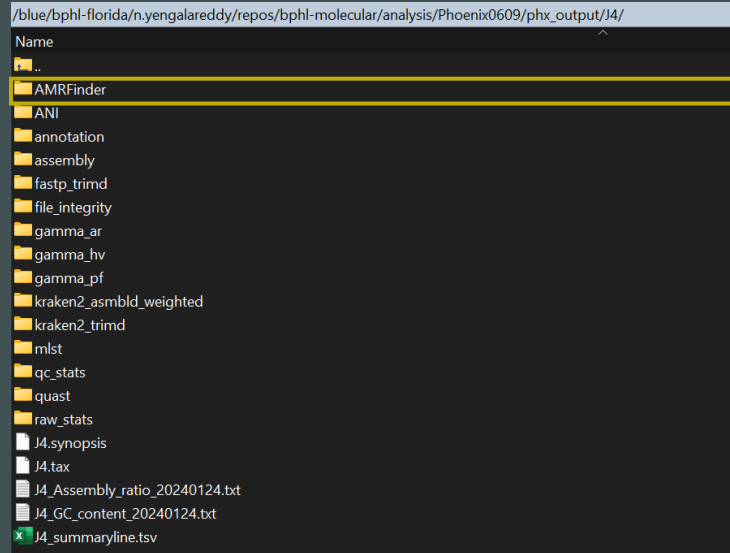 /blue/bphl-florida/n.yengalareddy/repos/bphl-molecular/analysis/Phoenix0609/phx_output/J4/
Name
..
AMRFinder
ANI
annotation
assembly
fastp_trimd
file_integrity
gamma_ar
gamma_hv
gamma_pf
kraken2_asmbld_weighted
kraken2_trimd
mlst
qc_stats
quast
raw_stats
J4.synopsis
J4.tax
J4_Assembly_ratio_20240124.txt
J4_GC_content_20240124.txt
J4_summaryline.tsv